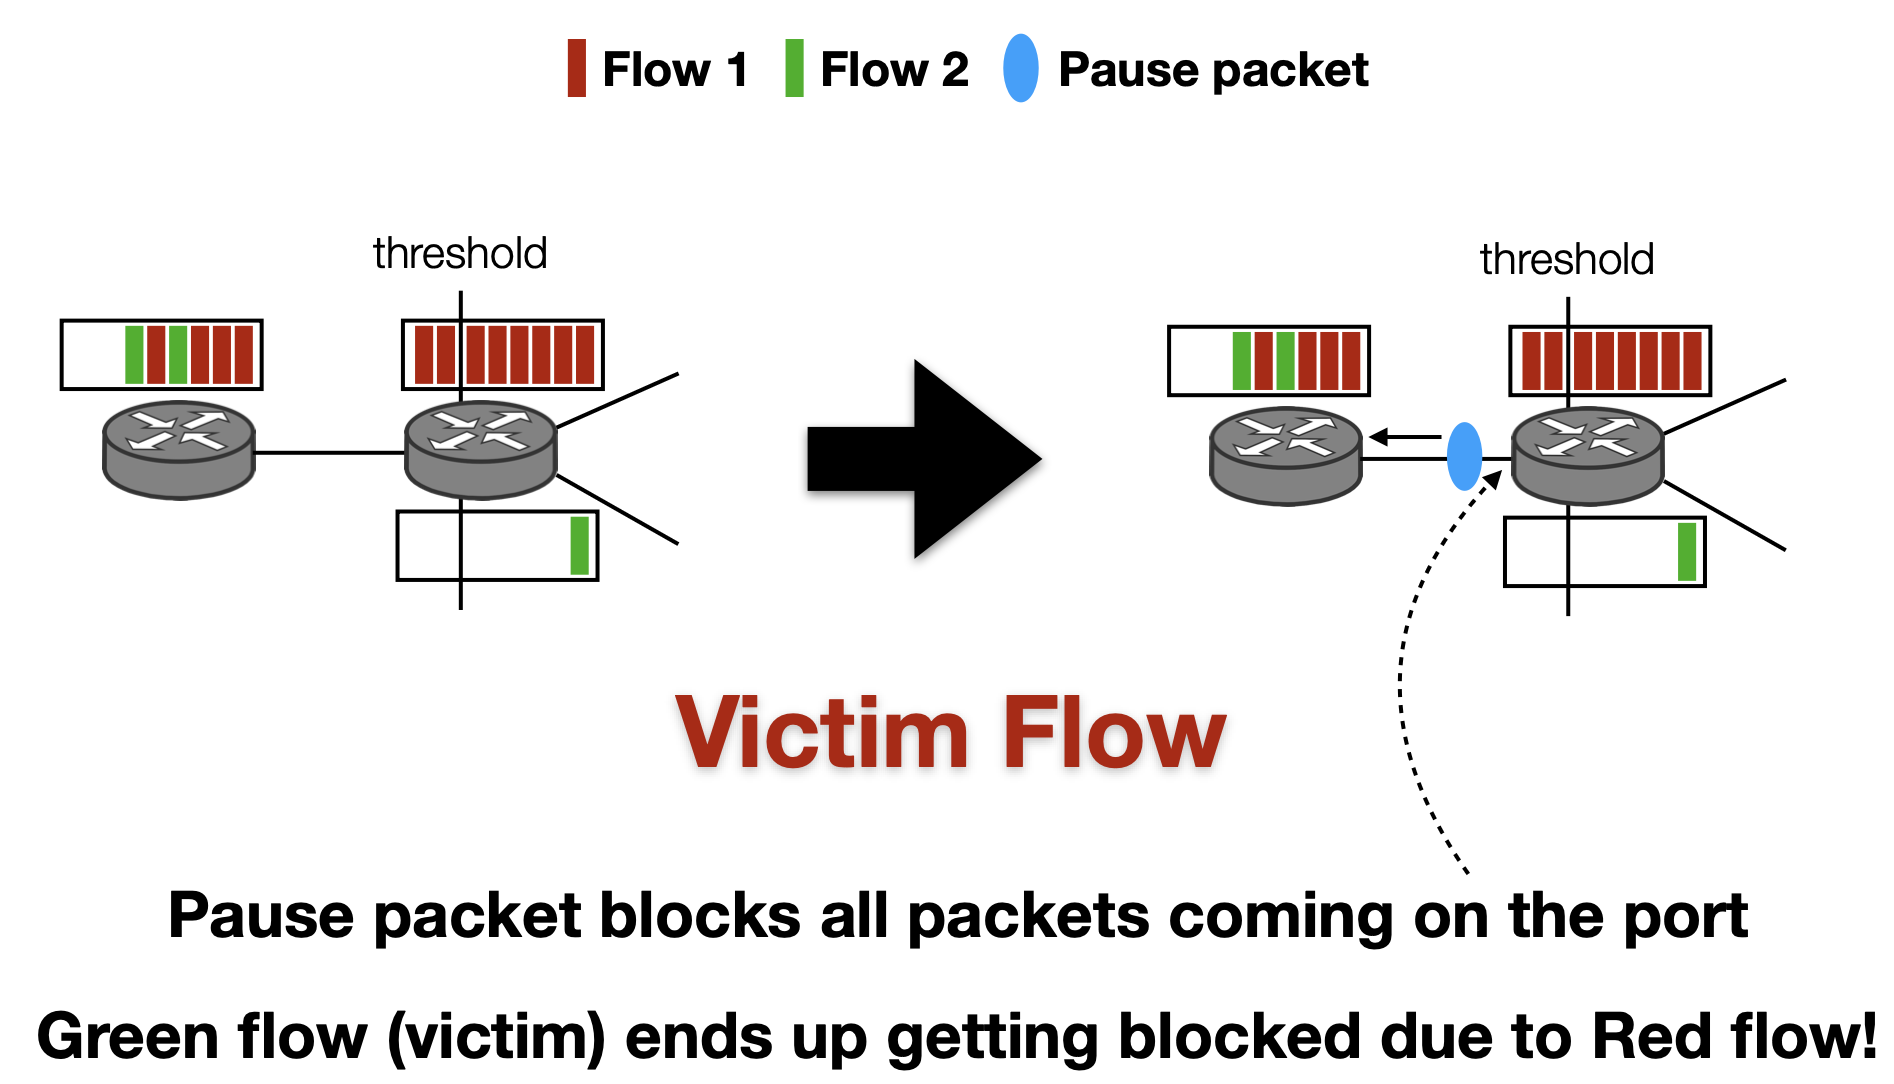 Flow 1 Flow 2 Pause packet
threshold
threshold
Victim Flow
Pause packet blocks all packets coming on the port
Green flow (victim) ends up getting blocked due to Red flow!